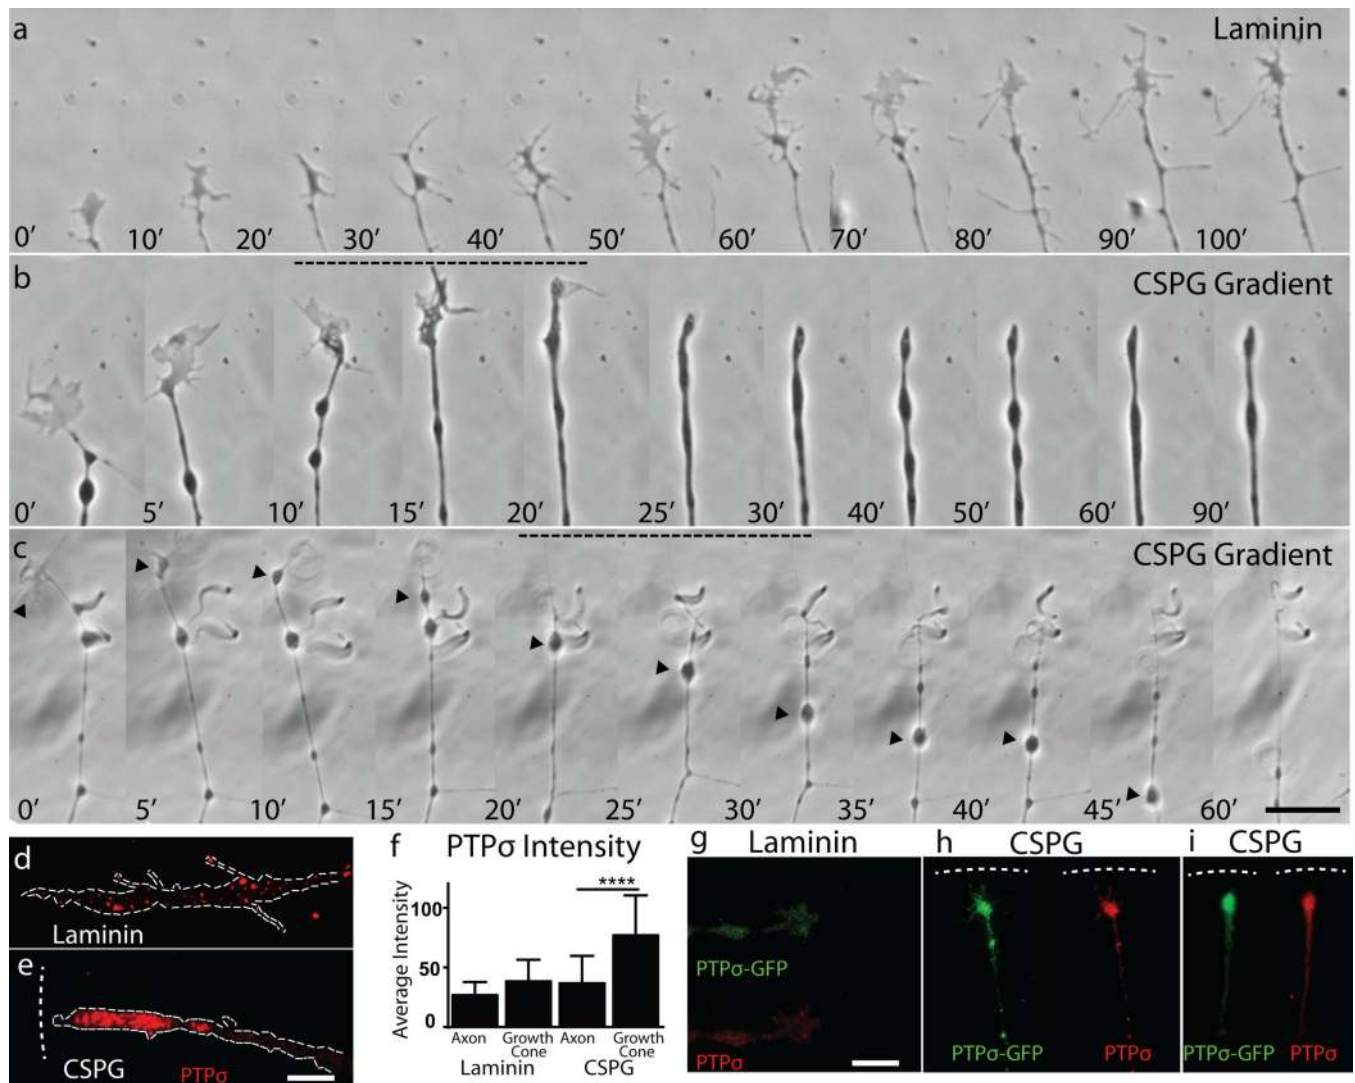 a
Laminin
0′ 10′ 20′ 30′ 40′ 50′ 60′ 70′ 80′ 90′ 100′
b
CSPG Gradient
0′ 5′ 10′ 15′ 20′ 25′ 30′ 40′ 50′ 60′ 90′
c
CSPG Gradient
0′ 5′ 10′ 15′ 20′ 25′ 30′ 35′ 40′ 45′ 60′
d
Laminin
e
CSPG
PTPσ
f
PTPσ Intensity
****
Average Intensity
100
50
0
Axon Growth Cone Axon Growth Cone
Laminin CSPG
g Laminin
PTPσ-GFP
PTPσ
h CSPG
PTPσ-GFP PTPσ
i CSPG
PTPσ-GFP PTPσ